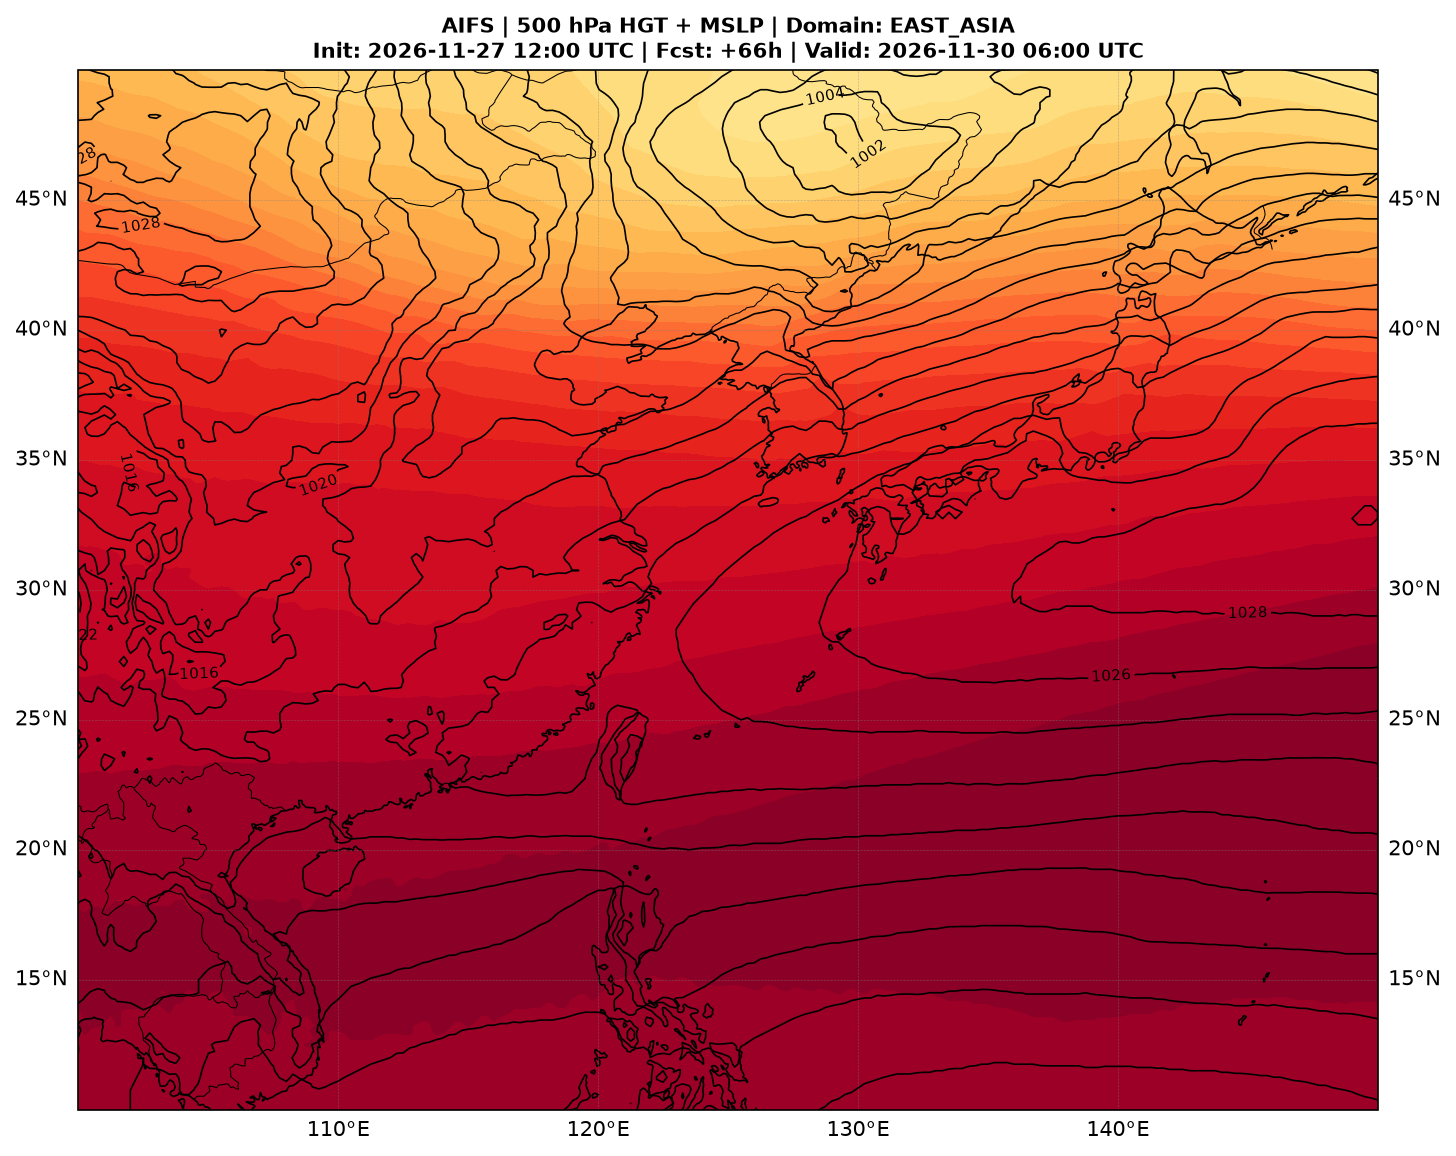 AIFS | 500 hPa HGT + MSLP | Domain: EAST_ASIA
Init: 2026-11-27 12:00 UTC | Fcst: +66h | Valid: 2026-11-30 06:00 UTC
1004
1002
28
45°N
45°N
1028
40°N
40°N
35°N
35°N
1016
1020
30°N
30°N
1028
22
1016
1026
25°N
25°N
20°N
20°N
15°N
15°N
110°E
120°E
130°E
140°E